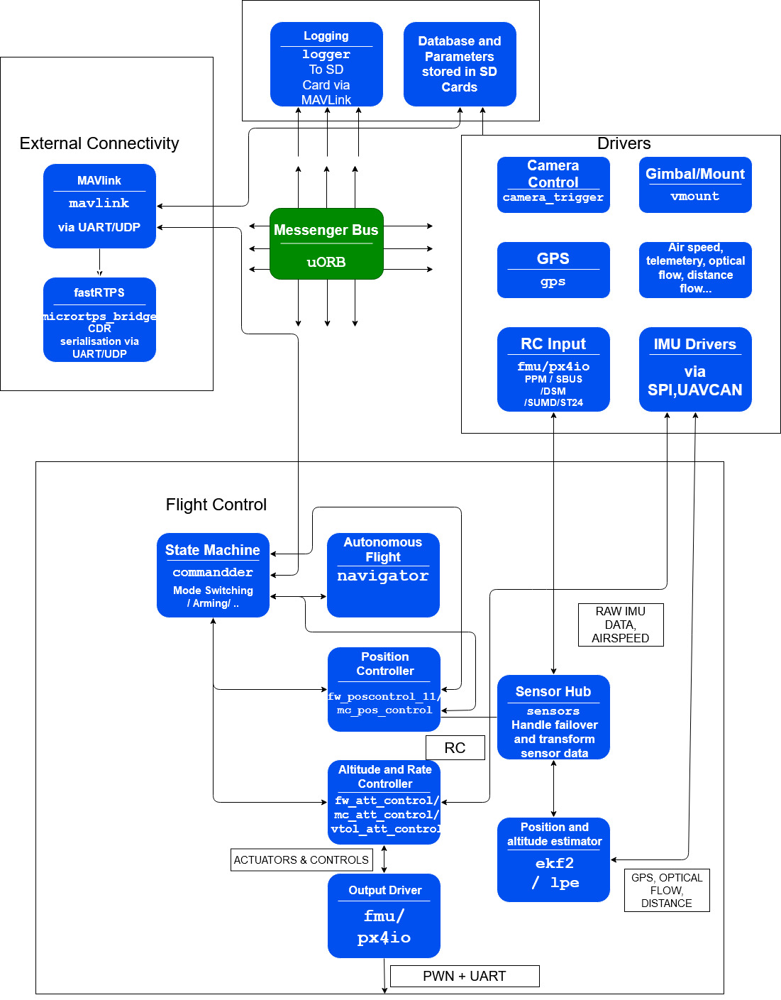 Logging
logger
To SD
Card via
MAVLink
Database and
Parameters
stored in SD
Cards
External Connectivity
MAVlink
mavlink
via UART/UDP
fastRTPS
micrortps_bridge
CDR
serialisation via
UART/UDP
Messenger Bus
uORB
Drivers
Camera
Control
camera_trigger
Gimbal/Mount
vmount
GPS
gps
Air speed,
telemetery, optical
flow, distance
flow...
RC Input
fmu/px4io
PPM / SBUS
/DSM
/SUMD/ST24
IMU Drivers
via
SPI,UAVCAN
Flight Control
State Machine
commandder
Mode Switching
/ Arming/ ..
Autonomous
Flight
navigator
Position
Controller
fw_poscontrol_11/
mc_pos_control
RC
Altitude and Rate
Controller
fw_att_control/
mc_att_control/
vtol_att_control
ACTUATORS & CONTROLS
Output Driver
fmu/
px4io
PWN + UART
RAW IMU
DATA,
AIRSPEED
Sensor Hub
sensors
Handle failover
and transform
sensor data
Position and
altitude estimator
ekf2
/ lpe
GPS, OPTICAL
FLOW,
DISTANCE